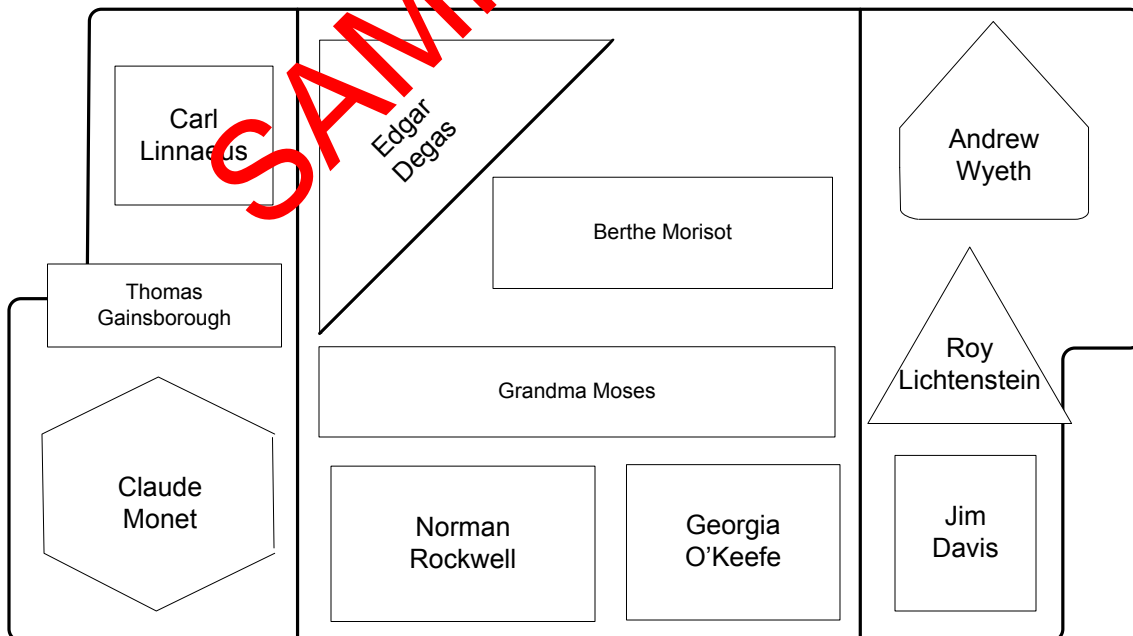 Carl
Linnaeus
Edgar
Degas
Andrew
Wyeth
Berthe Morisot
Thomas
Gainsborough
Roy
Lichtenstein
Grandma Moses
Claude
Monet
Norman
Rockwell
Georgia
O’Keefe
Jim
Davis